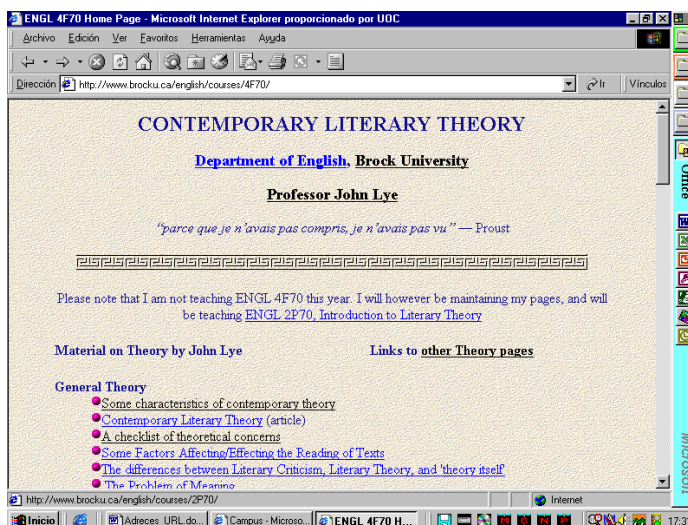 ENGL 4F70 Home Page - Microsoft Internet Explorer proporcionado por UOC
Archivo Edición Ver Favoritos Herramientas Ayuda
Dirección http://www.brocku.ca/english/courses/4F70/ Ir Vínculos
CONTEMPORARY LITERARY THEORY
Department of English, Brock University
Professor John Lye
"parce que je n'avais pas compris, je n'avais pas vu" — Proust
Please note that I am not teaching ENGL 4F70 this year. I will however be maintaining my pages, and will
be teaching ENGL 2P70, Introduction to Literary Theory
Material on Theory by John Lye Links to other Theory pages
General Theory
Some characteristics of contemporary theory
Contemporary Literary Theory (article)
A checklist of theoretical concerns
Some Factors Affecting/Effecting the Reading of Texts
The differences between Literary Criticism, Literary Theory, and 'theory itself'
The Problem of Meaning
http://www.brocku.ca/english/courses/2P70/ Internet
Inicio Adreces URL do... Campus - Microso... ENGL 4F70 H...
Office